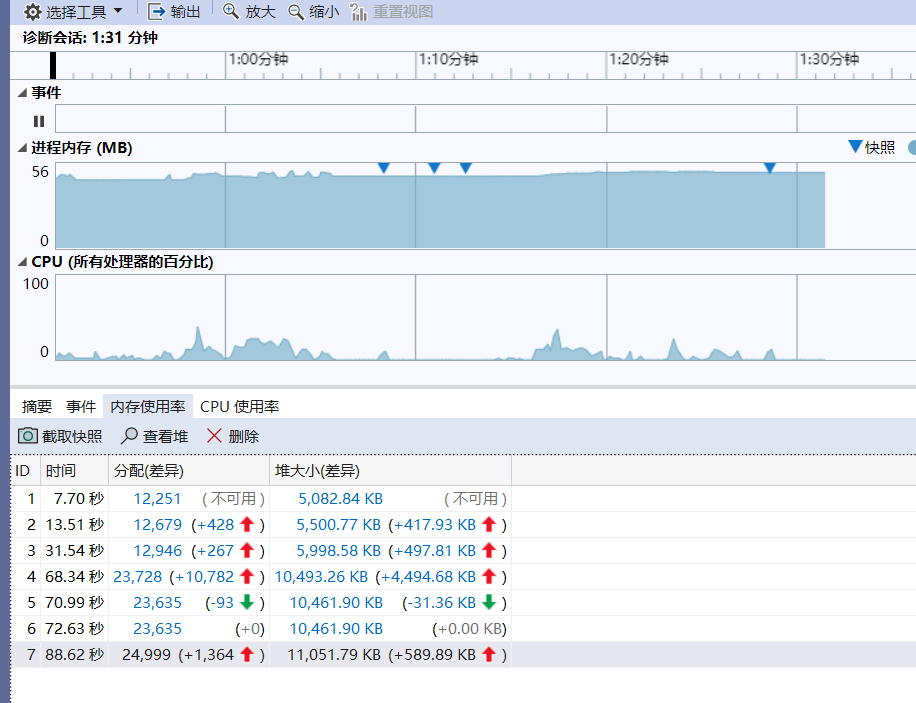 选择工具 输出 放大 缩小 重置视图
诊断会话: 1:31 分钟
1:00分钟 1:10分钟 1:20分钟 1:30分钟
事件
进程内存 (MB) 快照
56
0
CPU (所有处理器的百分比)
100
0
摘要 事件 内存使用率 CPU 使用率
截取快照 查看堆 删除
ID 时间 分配(差异) 堆大小(差异)
1 7.70 秒 12,251 (不可用) 5,082.84 KB (不可用)
2 13.51 秒 12,679 (+428 ) 5,500.77 KB (+417.93 KB )
3 31.54 秒 12,946 (+267 ) 5,998.58 KB (+497.81 KB )
4 68.34 秒 23,728 (+10,782 ) 10,493.26 KB (+4,494.68 KB )
5 70.99 秒 23,635 (-93 ) 10,461.90 KB (-31.36 KB )
6 72.63 秒 23,635 (+0) 10,461.90 KB (+0.00 KB)
7 88.62 秒 24,999 (+1,364 ) 11,051.79 KB (+589.89 KB )